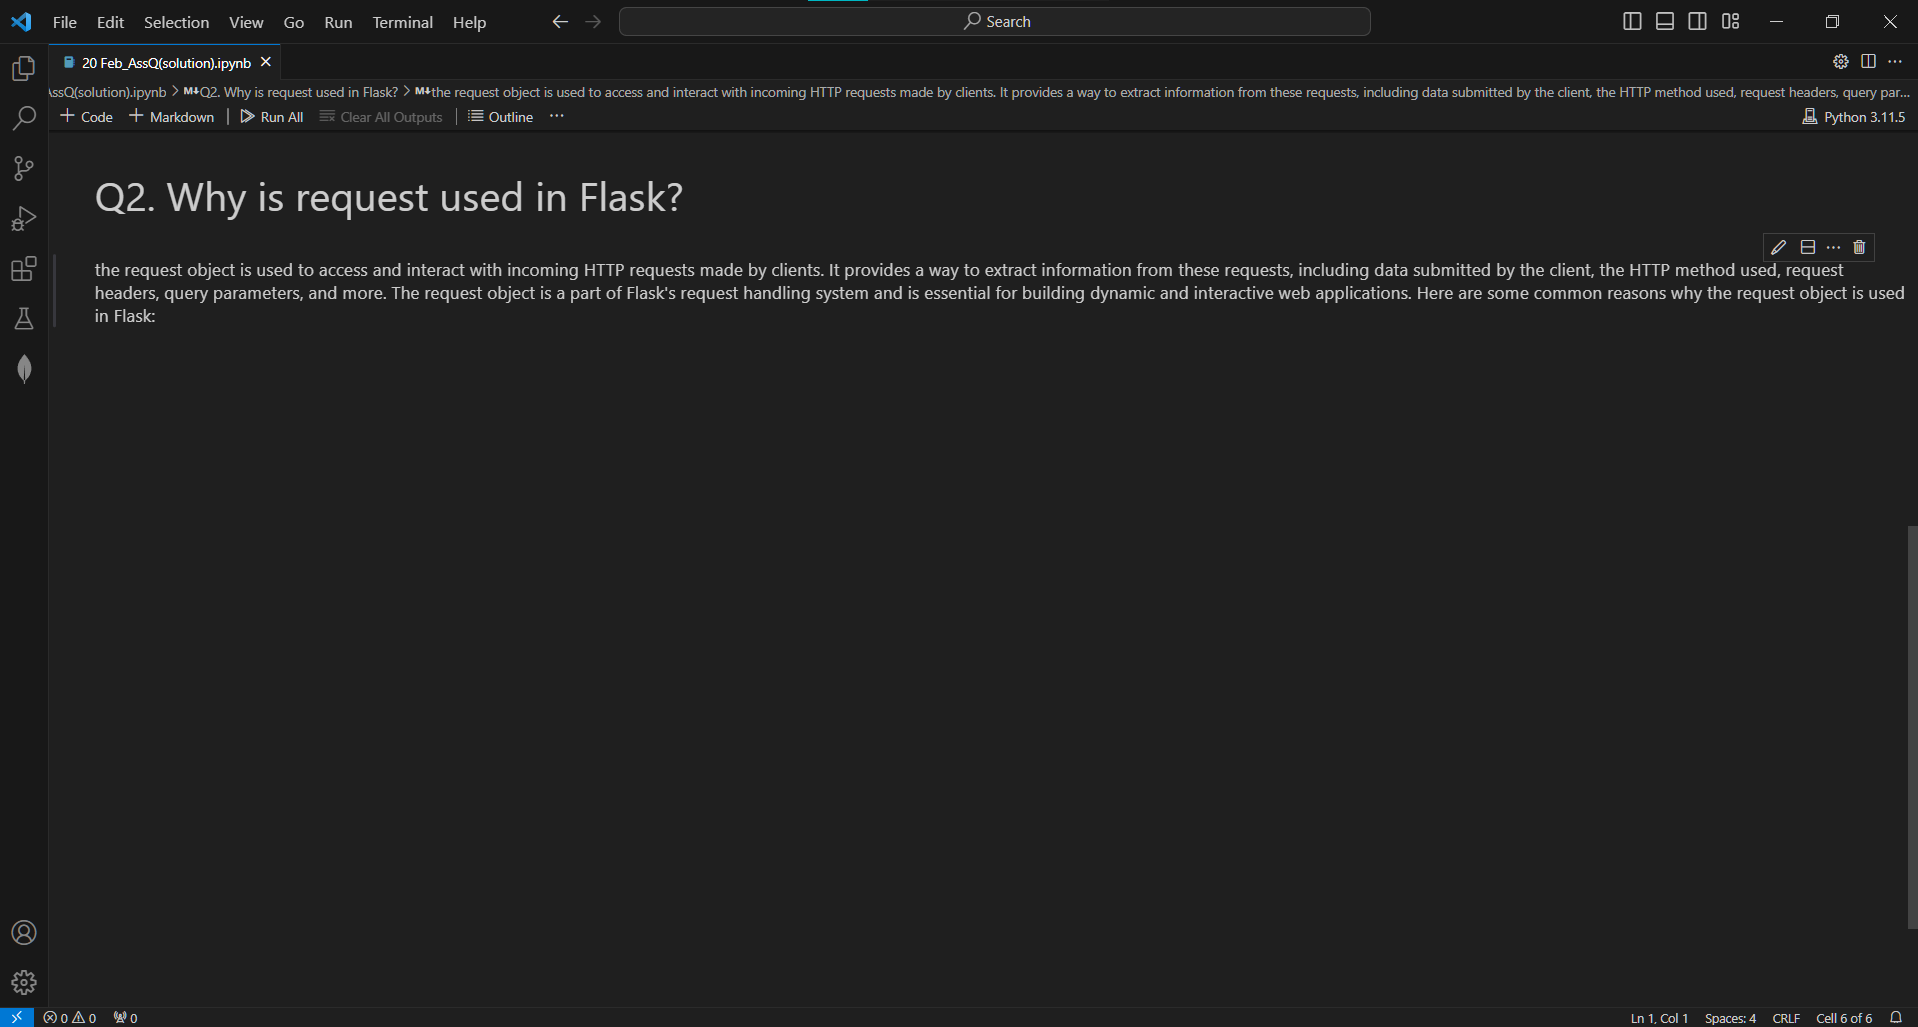 File Edit Selection View Go Run Terminal Help
Search
20 Feb_AssQ(solution).ipynb
AssQ(solution).ipynb > M↓Q2. Why is request used in Flask? > M↓the request object is used to access and interact with incoming HTTP requests made by clients. It provides a way to extract information from these requests, including data submitted by the client, the HTTP method used, request headers, query par...
+ Code + Markdown | Run All Clear All Outputs | Outline ...
Python 3.11.5
Q2. Why is request used in Flask?
the request object is used to access and interact with incoming HTTP requests made by clients. It provides a way to extract information from these requests, including data submitted by the client, the HTTP method used, request
headers, query parameters, and more. The request object is a part of Flask's request handling system and is essential for building dynamic and interactive web applications. Here are some common reasons why the request object is used
in Flask:
0 0 0
Ln 1, Col 1 Spaces: 4 CRLF Cell 6 of 6